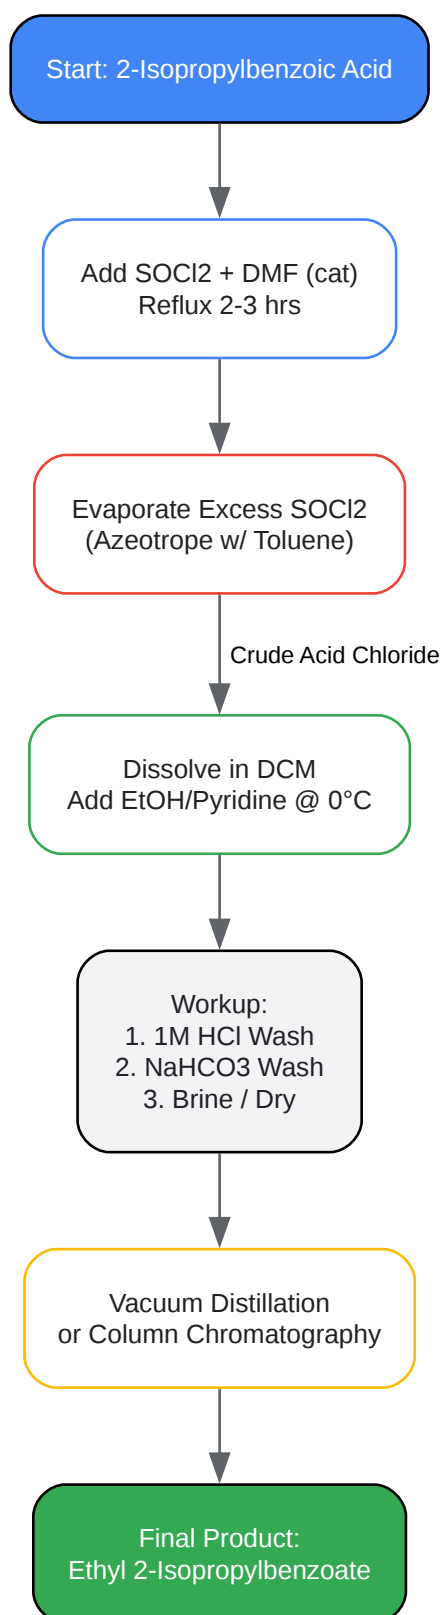 Start: 2-Isopropylbenzoic Acid
Add SOCl2 + DMF (cat)
Reflux 2-3 hrs
Evaporate Excess SOCl2
(Azeotrope w/ Toluene)
Crude Acid Chloride
Dissolve in DCM
Add EtOH/Pyridine @ 0°C
Workup:
1. 1M HCl Wash
2. NaHCO3 Wash
3. Brine / Dry
Vacuum Distillation
or Column Chromatography
Final Product:
Ethyl 2-Isopropylbenzoate